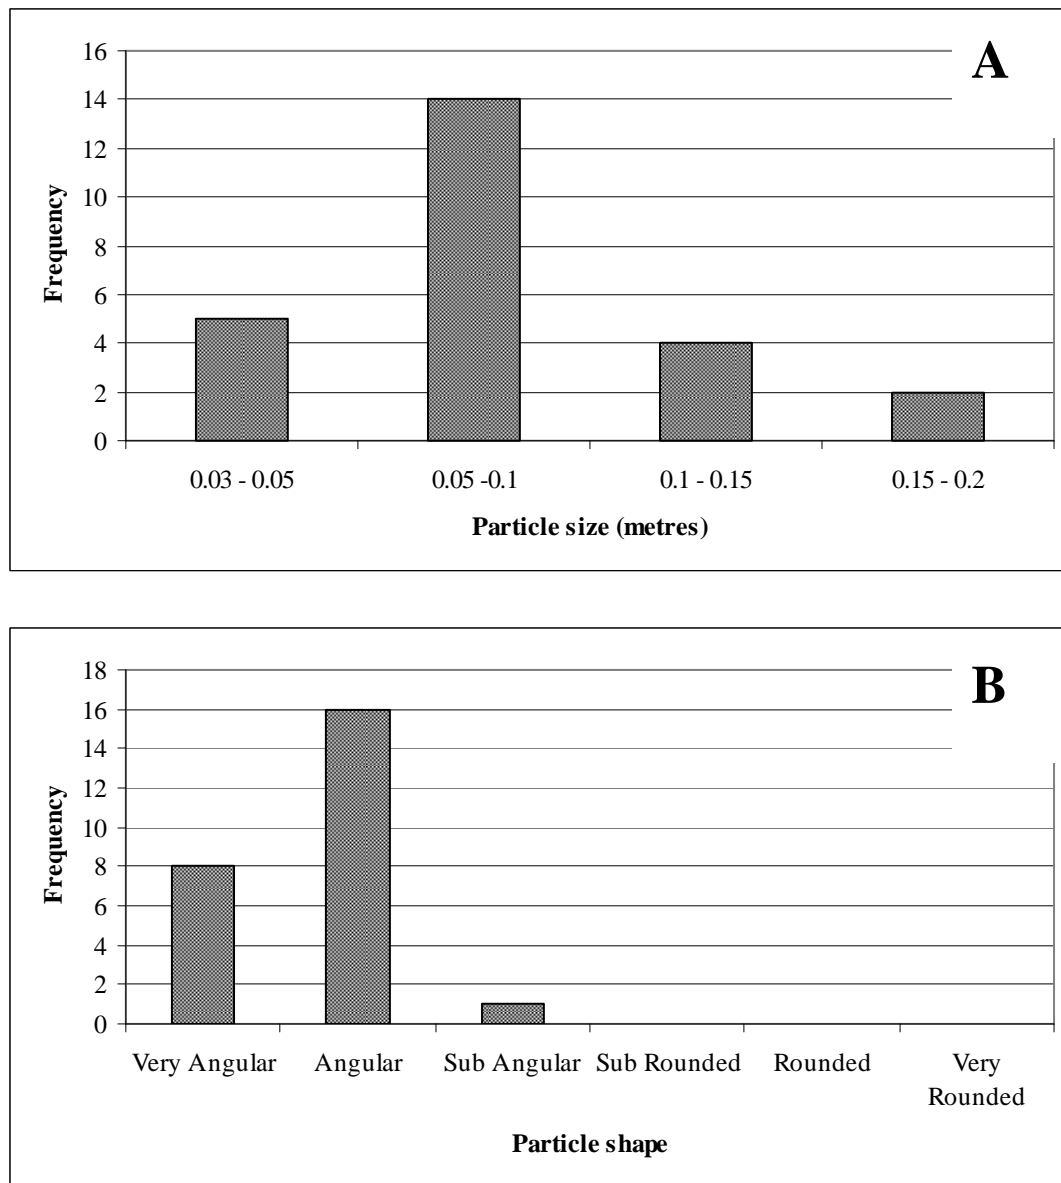 A
16
14
12
10
8
6
4
2
0
Frequency
0.03 - 0.05 0.05 -0.1 0.1 - 0.15 0.15 - 0.2
Particle size (metres)
B
18
16
14
12
10
8
6
4
2
0
Frequency
Very Angular Angular Sub Angular Sub Rounded Rounded Very
Rounded
Particle shape